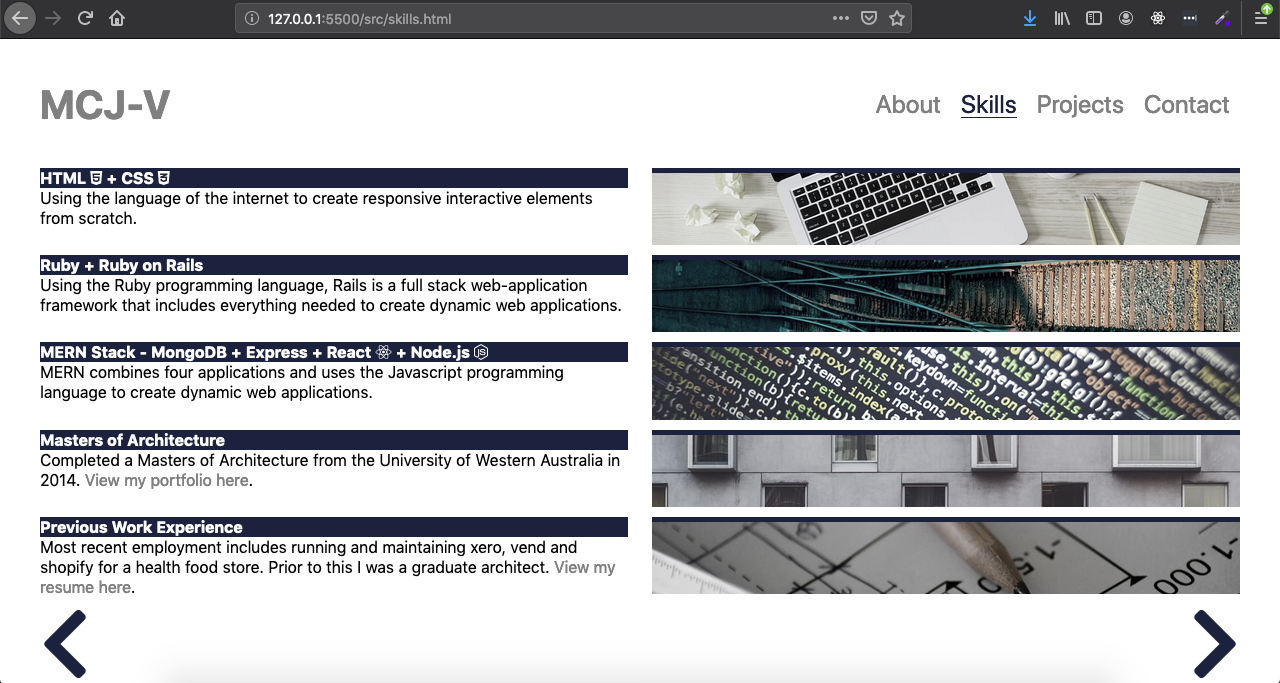 127.0.0.1:5500/src/skills.html
MCJ-V
About Skills Projects Contact
HTML + CSS
Using the language of the internet to create responsive interactive elements
from scratch.
Ruby + Ruby on Rails
Using the Ruby programming language, Rails is a full stack web-application
framework that includes everything needed to create dynamic web applications.
MERN Stack - MongoDB + Express + React + Node.js
MERN combines four applications and uses the Javascript programming
language to create dynamic web applications.
Masters of Architecture
Completed a Masters of Architecture from the University of Western Australia in
2014. View my portfolio here.
Previous Work Experience
Most recent employment includes running and maintaining xero, vend and
shopify for a health food store. Prior to this I was a graduate architect. View my
resume here.